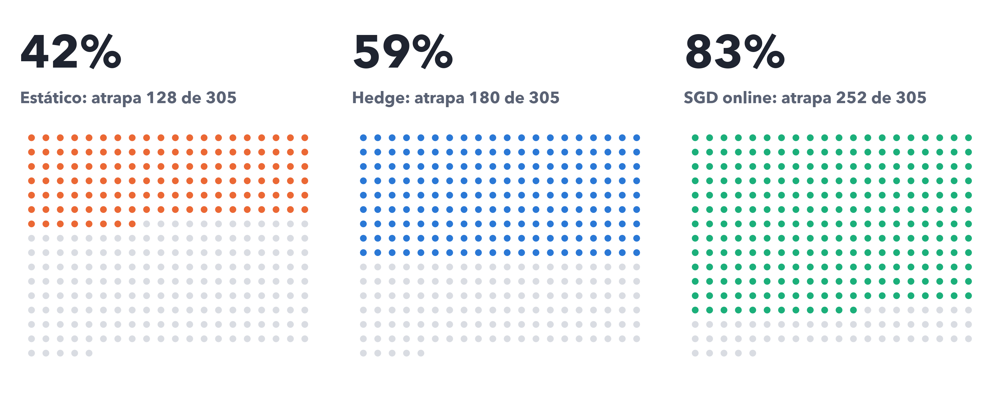 42%
Estático: atrapa 128 de 305
59%
Hedge: atrapa 180 de 305
83%
SGD online: atrapa 252 de 305